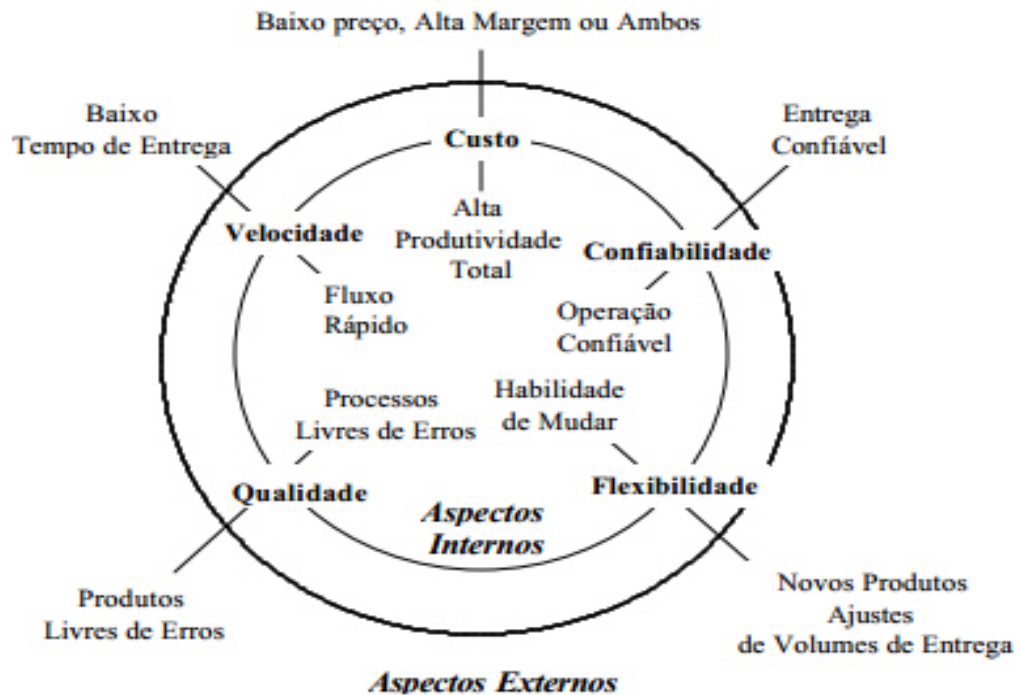 Baixo preço, Alta Margem ou Ambos
Baixo
Tempo de Entrega
Entrega
Confiável
Custo
Alta
Produtividade
Total
Velocidade
Fluxo
Rápido
Confiabilidade
Operação
Confiável
Processos
Livres de Erros
Habilidade
de Mudar
Qualidade
Flexibilidade
Aspectos
Internos
Produtos
Livres de Erros
Novos Produtos
Ajustes
de Volumes de Entrega
Aspectos Externos